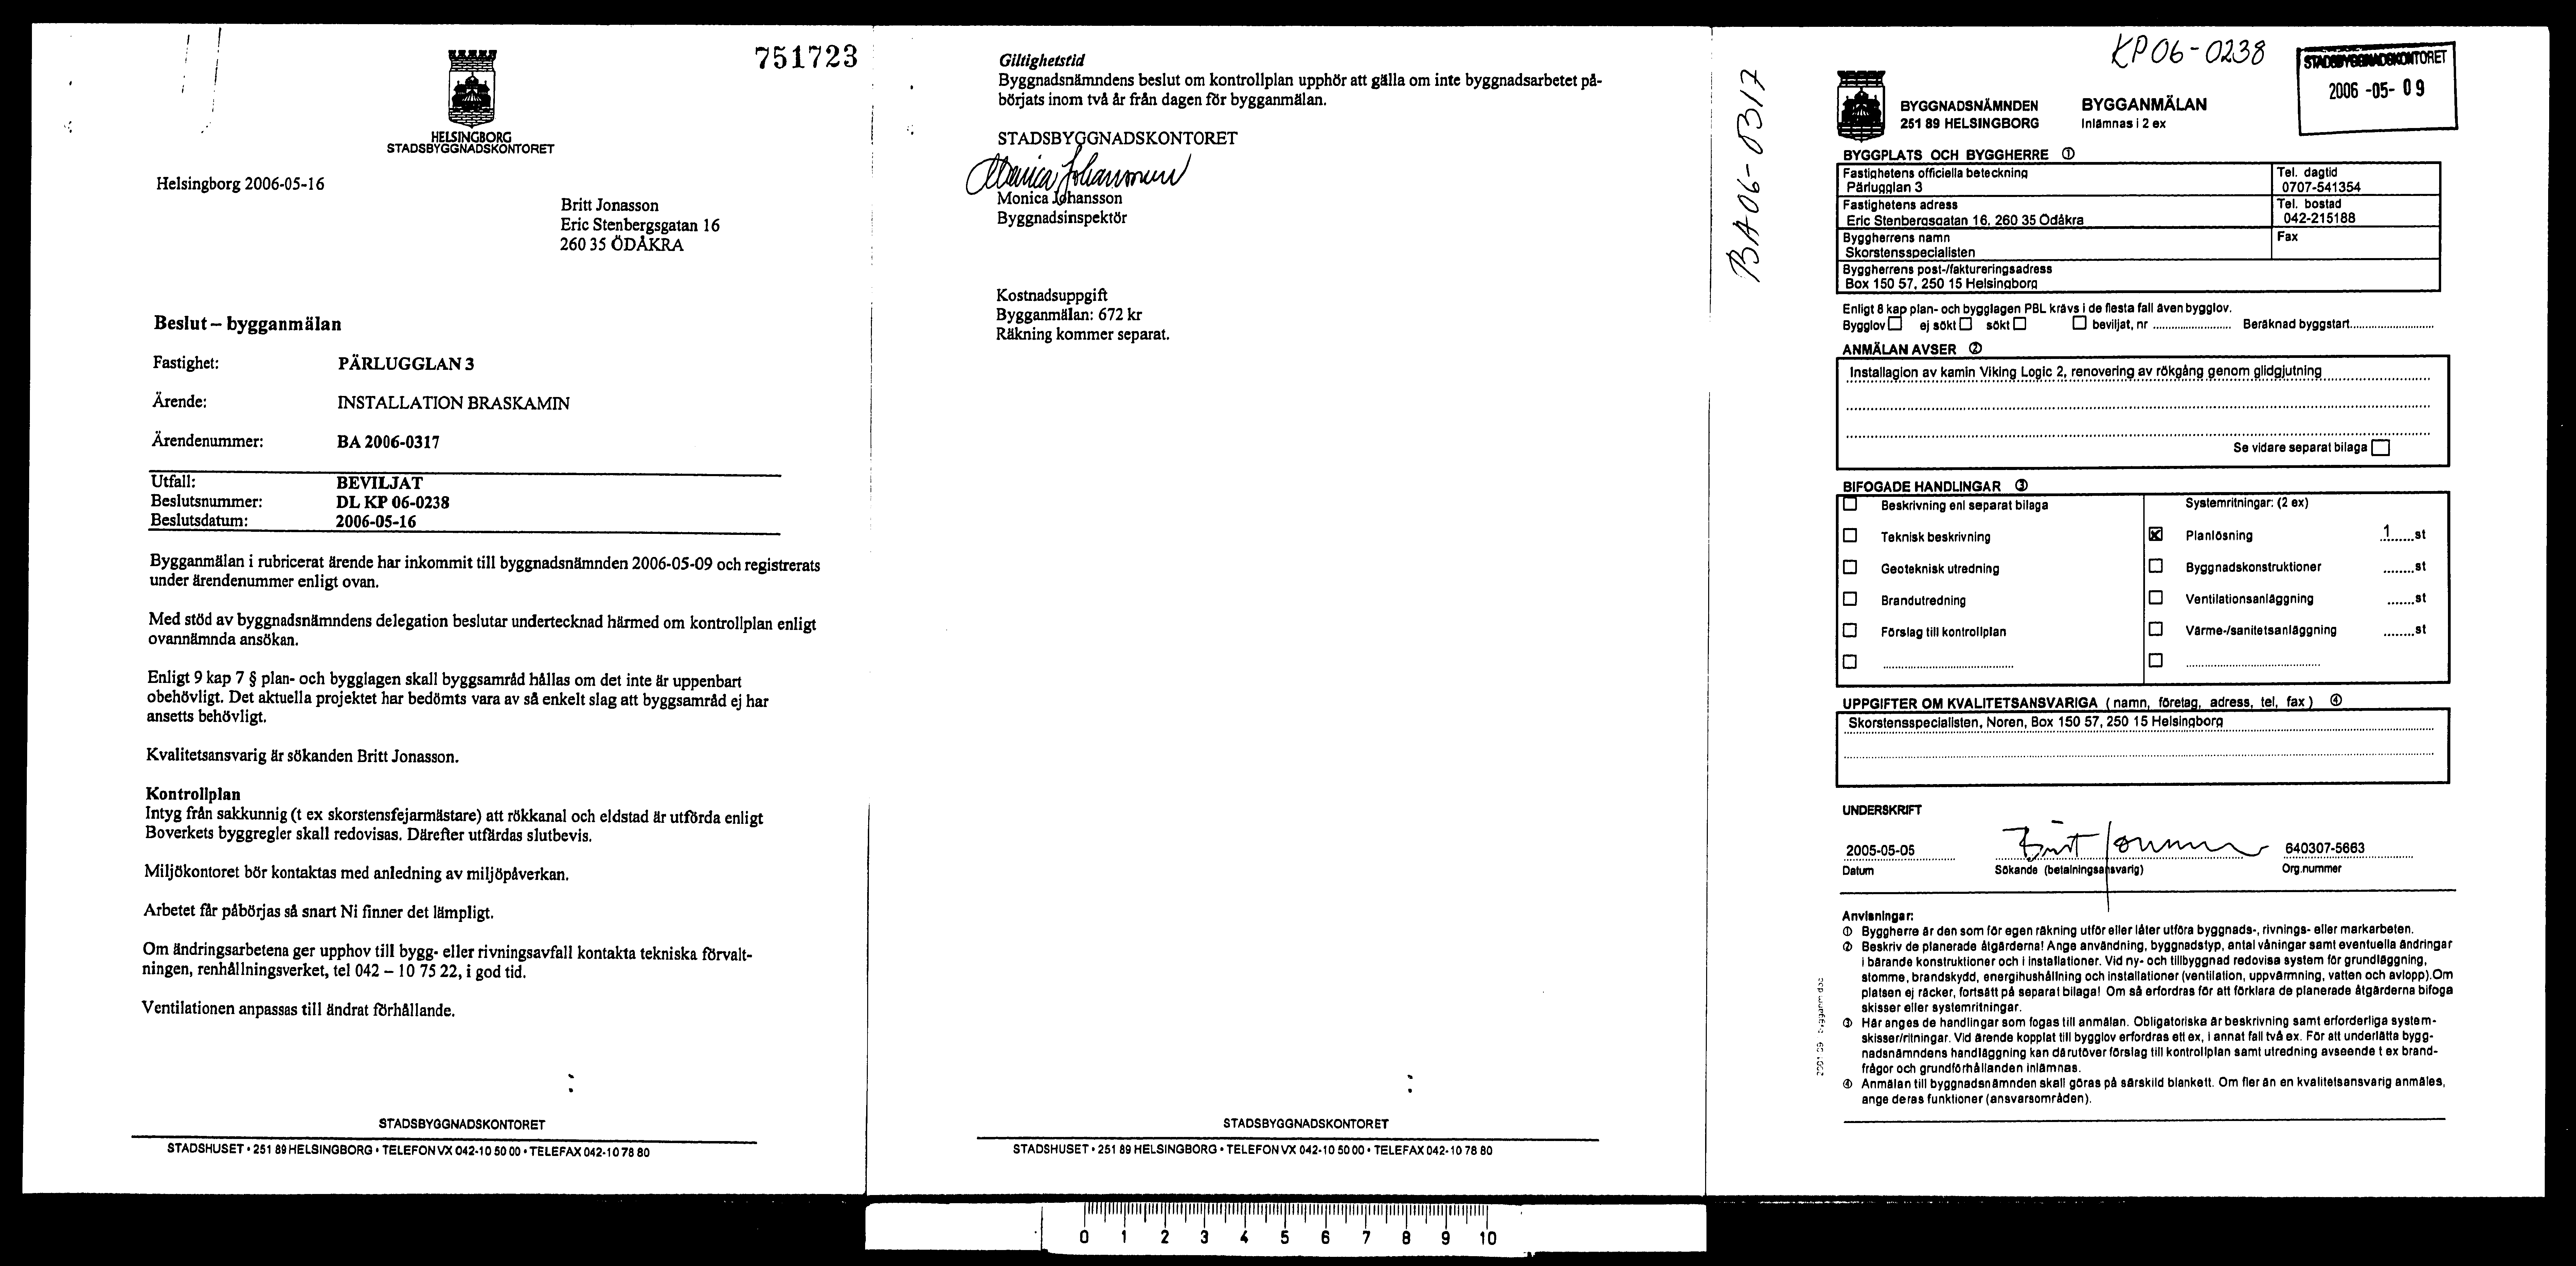 751723
HELSINGBORG
STADSBYGGNADSKONTORET
Helsingborg 2006-05-16
Britt Jonasson
Eric Stenbergsgatan 16
260 35 ÖDÅKRA
Beslut – bygganmälan
Fastighet: PÄRLUGGLAN 3
Ärende: INSTALLATION BRASKAMIN
Ärendenummer: BA 2006-0317
Utfall: BEVILJAT
Beslutsnummer: DL KP 06-0238
Beslutsdatum: 2006-05-16
Bygganmälan i rubricerat ärende har inkommit till byggnadsnämnden 2006-05-09 och registrerats
under ärendenummer enligt ovan.
Med stöd av byggnadsnämndens delegation beslutar undertecknad härmed om kontrollplan enligt
ovannämnda ansökan.
Enligt 9 kap 7 § plan- och bygglagen skall byggsamråd hållas om det inte är uppenbart
obehövligt. Det aktuella projektet har bedömts vara av så enkelt slag att byggsamråd ej har
ansetts behövligt.
Kvalitetsansvarig är sökanden Britt Jonasson.
Kontrollplan
Intyg från sakkunnig (t ex skorstensfejarmästare) att rökkanal och eldstad är utförda enligt
Boverkets byggregler skall redovisas. Därefter utfärdas slutbevis.
Miljökontoret bör kontaktas med anledning av miljöpåverkan.
Arbetet får påbörjas så snart Ni finner det lämpligt.
Om ändringsarbetena ger upphov till bygg- eller rivningsavfall kontakta tekniska förvalt-
ningen, renhållningsverket, tel 042 – 10 75 22, i god tid.
Ventilationen anpassas till ändrat förhållande.
STADSBYGGNADSKONTORET
STADSHUSET • 251 89 HELSINGBORG • TELEFON VX 042-10 50 00 • TELEFAX 042-10 78 80
Giltighetstid
Byggnadsnämndens beslut om kontrollplan upphör att gälla om inte byggnadsarbetet på-
börjats inom två år från dagen för bygganmälan.
STADSBYGGNADSKONTORET
Monica Johansson
Monica Johansson
Byggnadsinspektör
Kostnadsuppgift
Bygganmälan: 672 kr
Räkning kommer separat.
STADSBYGGNADSKONTORET
STADSHUSET • 251 89 HELSINGBORG • TELEFON VX 042-10 50 00 • TELEFAX 042-10 78 80
0 1 2 3 4 5 6 7 8 9 10
BA 06-0317
KP 06-0238
STADSBYGGNADSKONTORET
2006 -05- 09
BYGGNADSNÄMNDEN
251 89 HELSINGBORG
BYGGANMÄLAN
Inlämnas i 2 ex
BYGGPLATS OCH BYGGHERRE ①
Fastighetens officiella beteckning Tel. dagtid
Pärlugglan 3 0707-541354
Fastighetens adress Tel. bostad
Eric Stenbergsgatan 16, 260 35 Ödåkra 042-215188
Byggherrens namn Fax
Skorstensspecialisten
Byggherrens post-/faktureringsadress
Box 150 57, 250 15 Helsingborg
Enligt 8 kap plan- och bygglagen PBL krävs i de flesta fall även bygglov.
Bygglov ☐ ej sökt ☐ sökt ☐ ☐ beviljat, nr .......... Beräknad byggstart..........
ANMÄLAN AVSER ②
Installagion av kamin Viking Logic 2, renovering av rökgång genom glidgjutning
Se vidare separat bilaga ☐
BIFOGADE HANDLINGAR ③
☐ Beskrivning enl separat bilaga Systemritningar: (2 ex)
☐ Teknisk beskrivning ☒ Planlösning 1 st
☐ Geoteknisk utredning ☐ Byggnadskonstruktioner ........st
☐ Brandutredning ☐ Ventilationsanläggning .......st
☐ Förslag till kontrollplan ☐ Värme-/sanitetsanläggning ........st
☐ .......... ☐ ..........
UPPGIFTER OM KVALITETSANSVARIGA ( namn, företag, adress, tel, fax ) ④
Skorstensspecialisten, Noren, Box 150 57, 250 15 Helsingborg
UNDERSKRIFT
2005-05-05 Britt Jonasson 640307-5663
Datum Sökande (betalningsansvarig) Org.nummer
Anvisningar:
① Byggherre är den som för egen räkning utför eller låter utföra byggnads-, rivnings- eller markarbeten.
② Beskriv de planerade åtgärderna! Ange användning, byggnadstyp, antal våningar samt eventuella ändringar
i bärande konstruktioner och i installationer. Vid ny- och tillbyggnad redovisa system för grundläggning,
stomme, brandskydd, energihushållning och installationer (ventilation, uppvärmning, vatten och avlopp).Om
platsen ej räcker, fortsätt på separat bilaga! Om så erfordras för att förklara de planerade åtgärderna bifoga
skisser eller systemritningar.
③ Här anges de handlingar som fogas till anmälan. Obligatoriska är beskrivning samt erforderliga system-
skisser/ritningar. Vid ärende kopplat till bygglov erfordras ett ex, i annat fall två ex. För att underlätta bygg-
nadsnämndens handläggning kan därutöver förslag till kontrollplan samt utredning avseende t ex brand-
frågor och grundförhållanden inlämnas.
④ Anmälan till byggnadsnämnden skall göras på särskild blankett. Om fler än en kvalitetsansvarig anmäles,
ange deras funktioner (ansvarsområden).